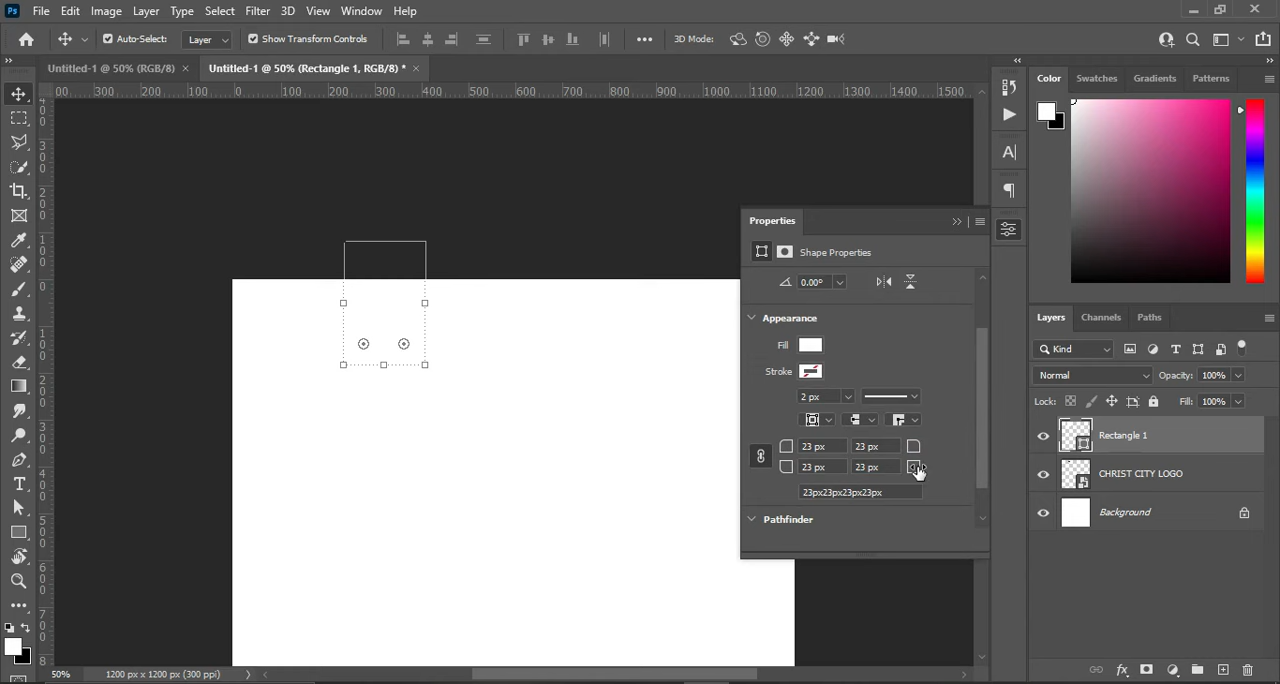 Ps File Edit Image Layer Type Select Filter 3D View Window Help
Auto-Select: Layer Show Transform Controls 3D Mode:
Untitled-1 @ 50% (RGB/8) × Untitled-1 @ 50% (Rectangle 1, RGB/8) * ×
00 300 200 100 0 100 200 300 400 500 600 700 800 900 1000 1100 1200 1300 1400 1500
Color Swatches Gradients Patterns
Properties
Shape Properties
0.00°
Appearance
Fill
Stroke
2 px
23 px 23 px
23 px 23 px
23px23px23px23px
Pathfinder
Layers Channels Paths
Kind
Normal Opacity: 100%
Lock: Fill: 100%
Rectangle 1
CHRIST CITY LOGO
Background
50% 1200 px x 1200 px (300 ppi)